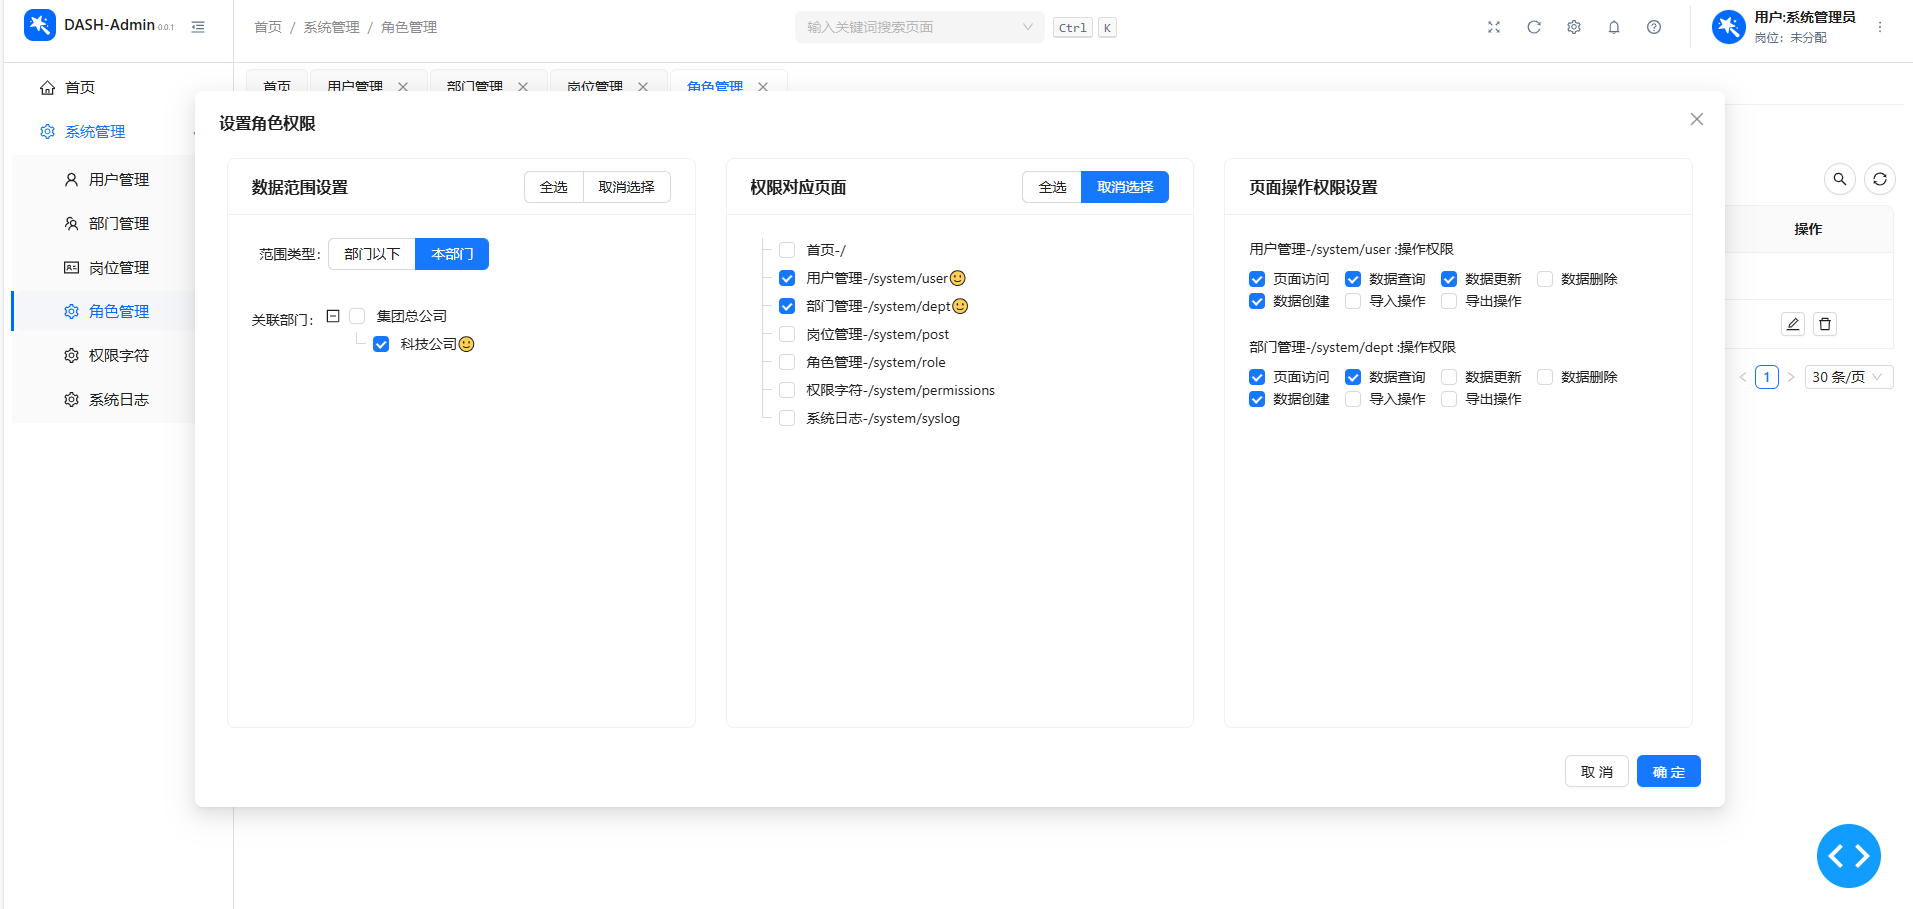 DASH-Admin 0.0.1
首页 / 系统管理 / 角色管理
输入关键词搜索页面
Ctrl K
用户:系统管理员
岗位：未分配
首页
系统管理
用户管理
部门管理
岗位管理
角色管理
权限字符
系统日志
首页 用户管理 部门管理 岗位管理 角色管理
设置角色权限
数据范围设置 全选 取消选择
范围类型： 部门以下 本部门
关联部门： 集团总公司
科技公司
权限对应页面 全选 取消选择
首页-/
用户管理-/system/user
部门管理-/system/dept
岗位管理-/system/post
角色管理-/system/role
权限字符-/system/permissions
系统日志-/system/syslog
页面操作权限设置
用户管理-/system/user :操作权限
页面访问 数据查询 数据更新 数据删除
数据创建 导入操作 导出操作
部门管理-/system/dept :操作权限
页面访问 数据查询 数据更新 数据删除
数据创建 导入操作 导出操作
取 消 确 定
操作
1 30 条/页